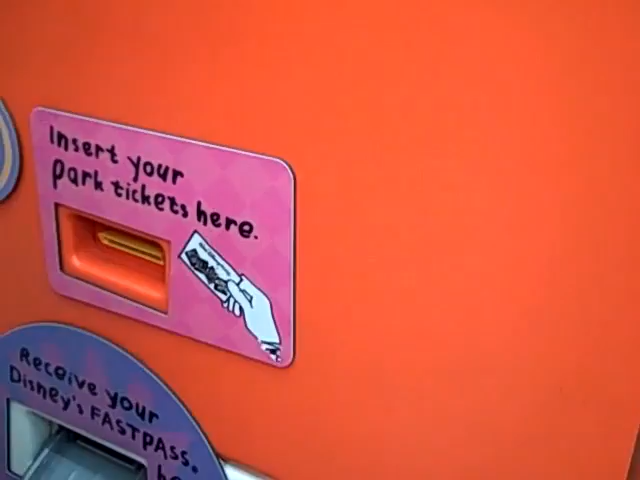 Insert your
park tickets here.
Receive your
Disney's FASTPASS.